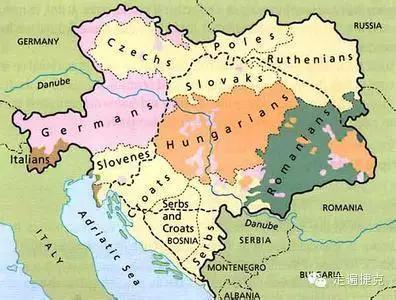 GERMANY
RUSSIA
Czechs
Poles
Ruthenians
Slovaks
Danube
Germans
Hungarians
Romanians
Italians
Slovenes
Croats
Serbs
and
Croats
BOSNIA
Serbs
Danube
SERBIA
ROMANIA
Adriatic Sea
ITALY
MONTENEGRO
BULGARIA
ALBANIA
走遍捷克